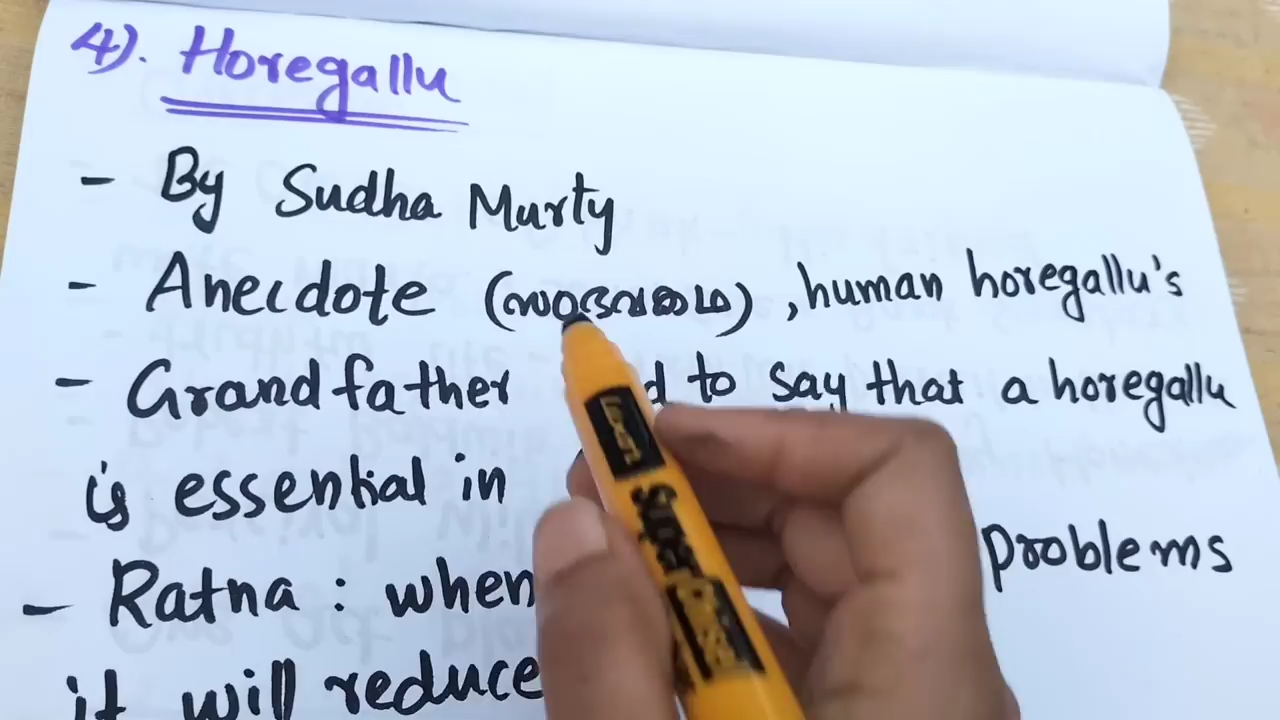 4). Horegallu
- By Sudha Murty
- Anecdote ( ), human horegallu's
- Grandfather to say that a horegallu
is essential in
- Ratna : when problems
it will reduce